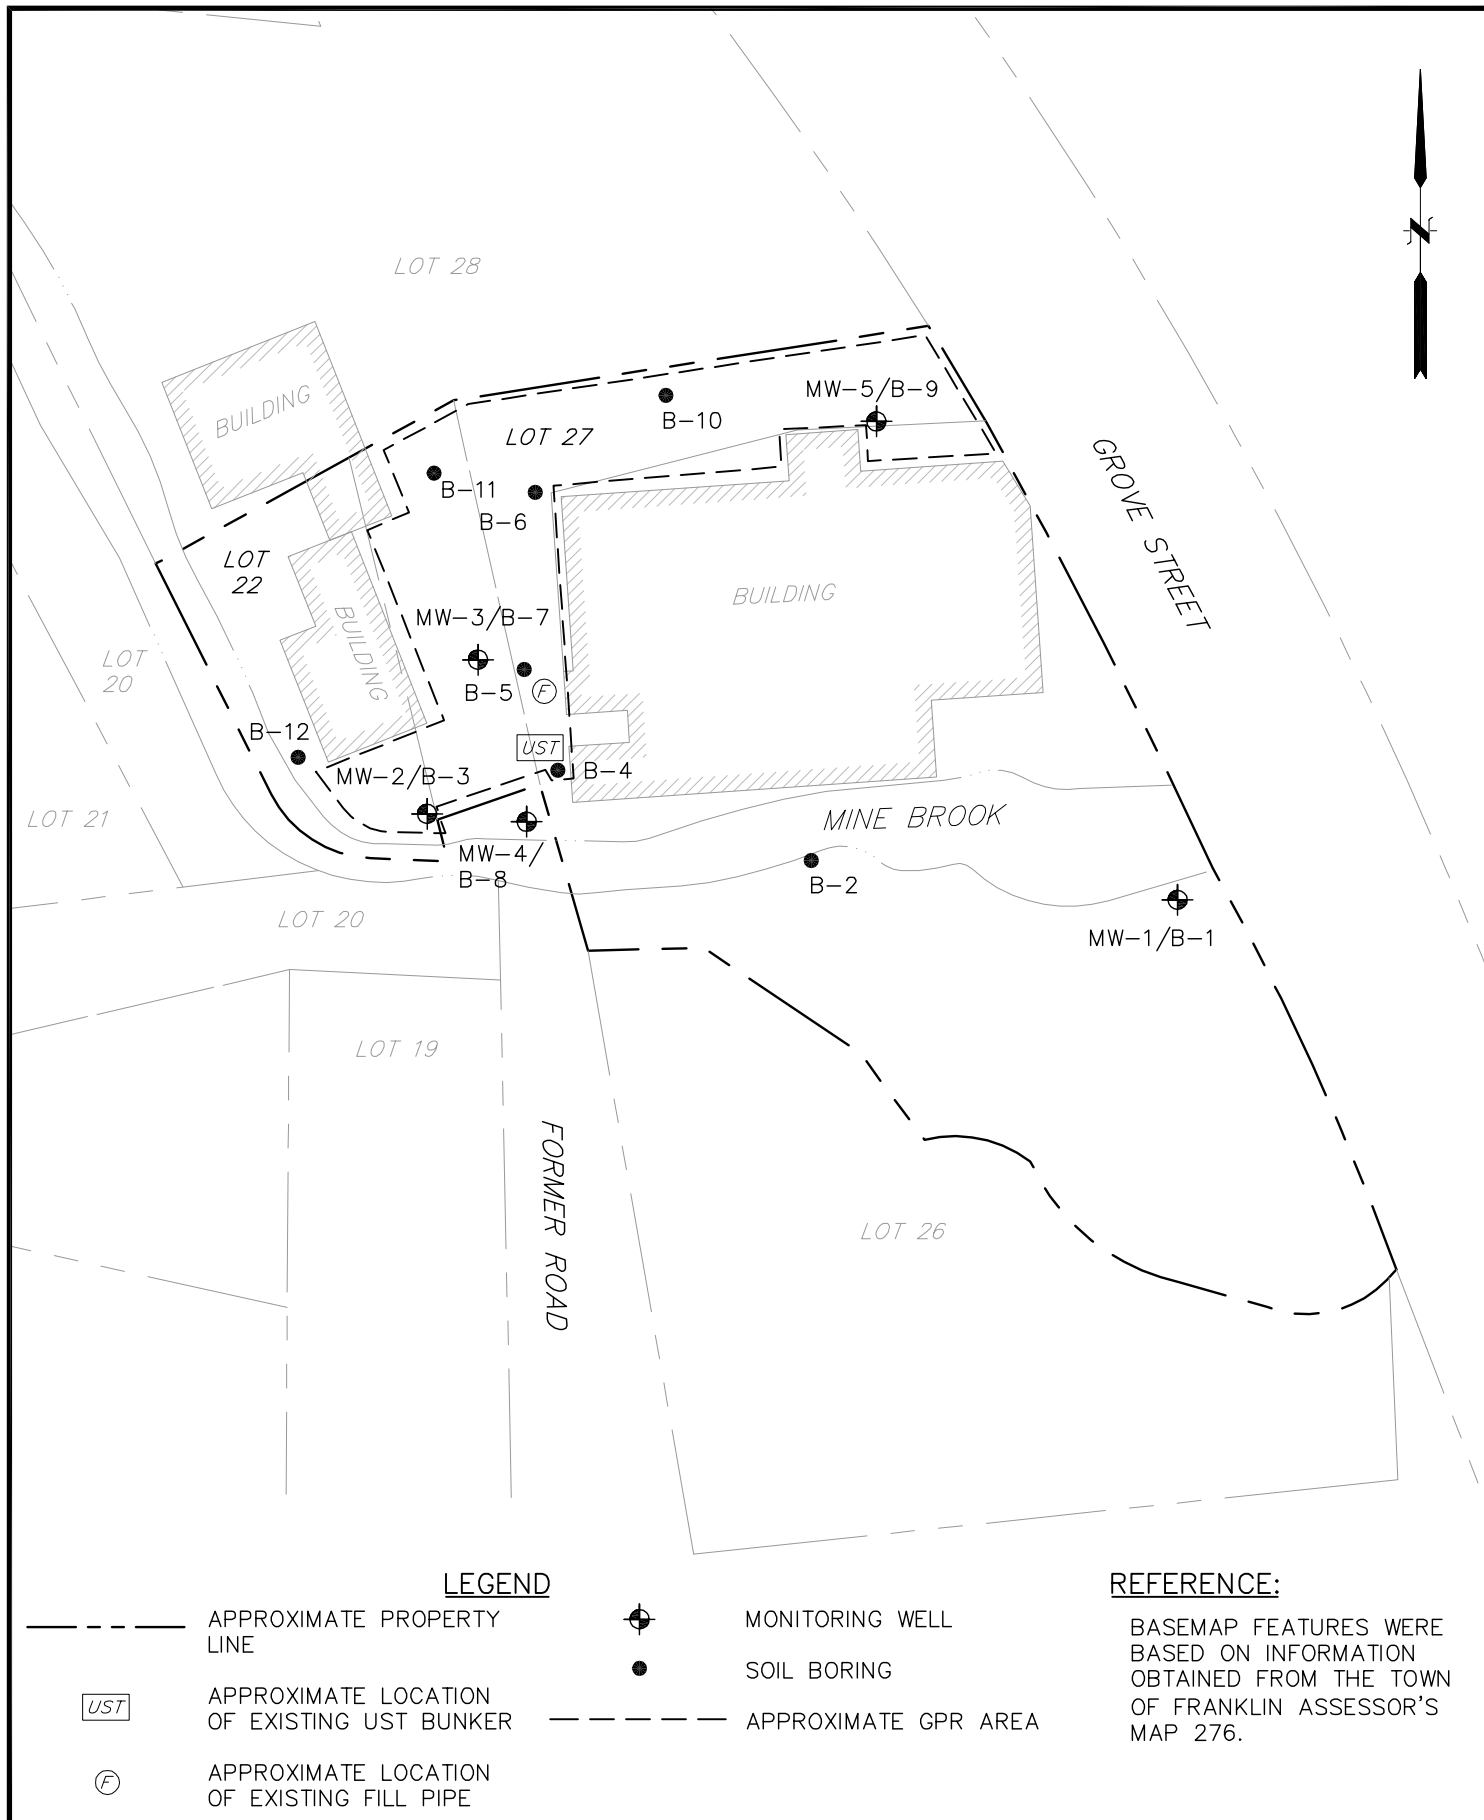 N
LOT 28
BUILDING
MW-5/B-9
B-10
LOT 27
GROVE STREET
B-11
B-6
LOT
22
BUILDING
BUILDING
MW-3/B-7
LOT
20
B-5
F
B-12
UST
MW-2/B-3
B-4
LOT 21
MINE BROOK
MW-4/
B-8
B-2
LOT 20
MW-1/B-1
LOT 19
FORMER ROAD
LOT 26
LEGEND
APPROXIMATE PROPERTY
LINE
UST
APPROXIMATE LOCATION
OF EXISTING UST BUNKER
F
APPROXIMATE LOCATION
OF EXISTING FILL PIPE
MONITORING WELL
SOIL BORING
APPROXIMATE GPR AREA
REFERENCE:
BASEMAP FEATURES WERE
BASED ON INFORMATION
OBTAINED FROM THE TOWN
OF FRANKLIN ASSESSOR'S
MAP 276.